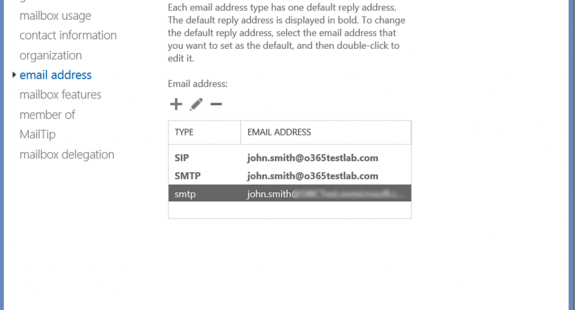 mailbox usage
contact information
organization
email address
mailbox features
member of
MailTip
mailbox delegation
Each email address type has one default reply address.
The default reply address is displayed in bold. To change
the default reply address, select the email address that
you want to set as the default, and then double-click to
edit it.
Email address:
TYPE EMAIL ADDRESS
SIP john.smith@o365testlab.com
SMTP john.smith@o365testlab.com
smtp john.smith@